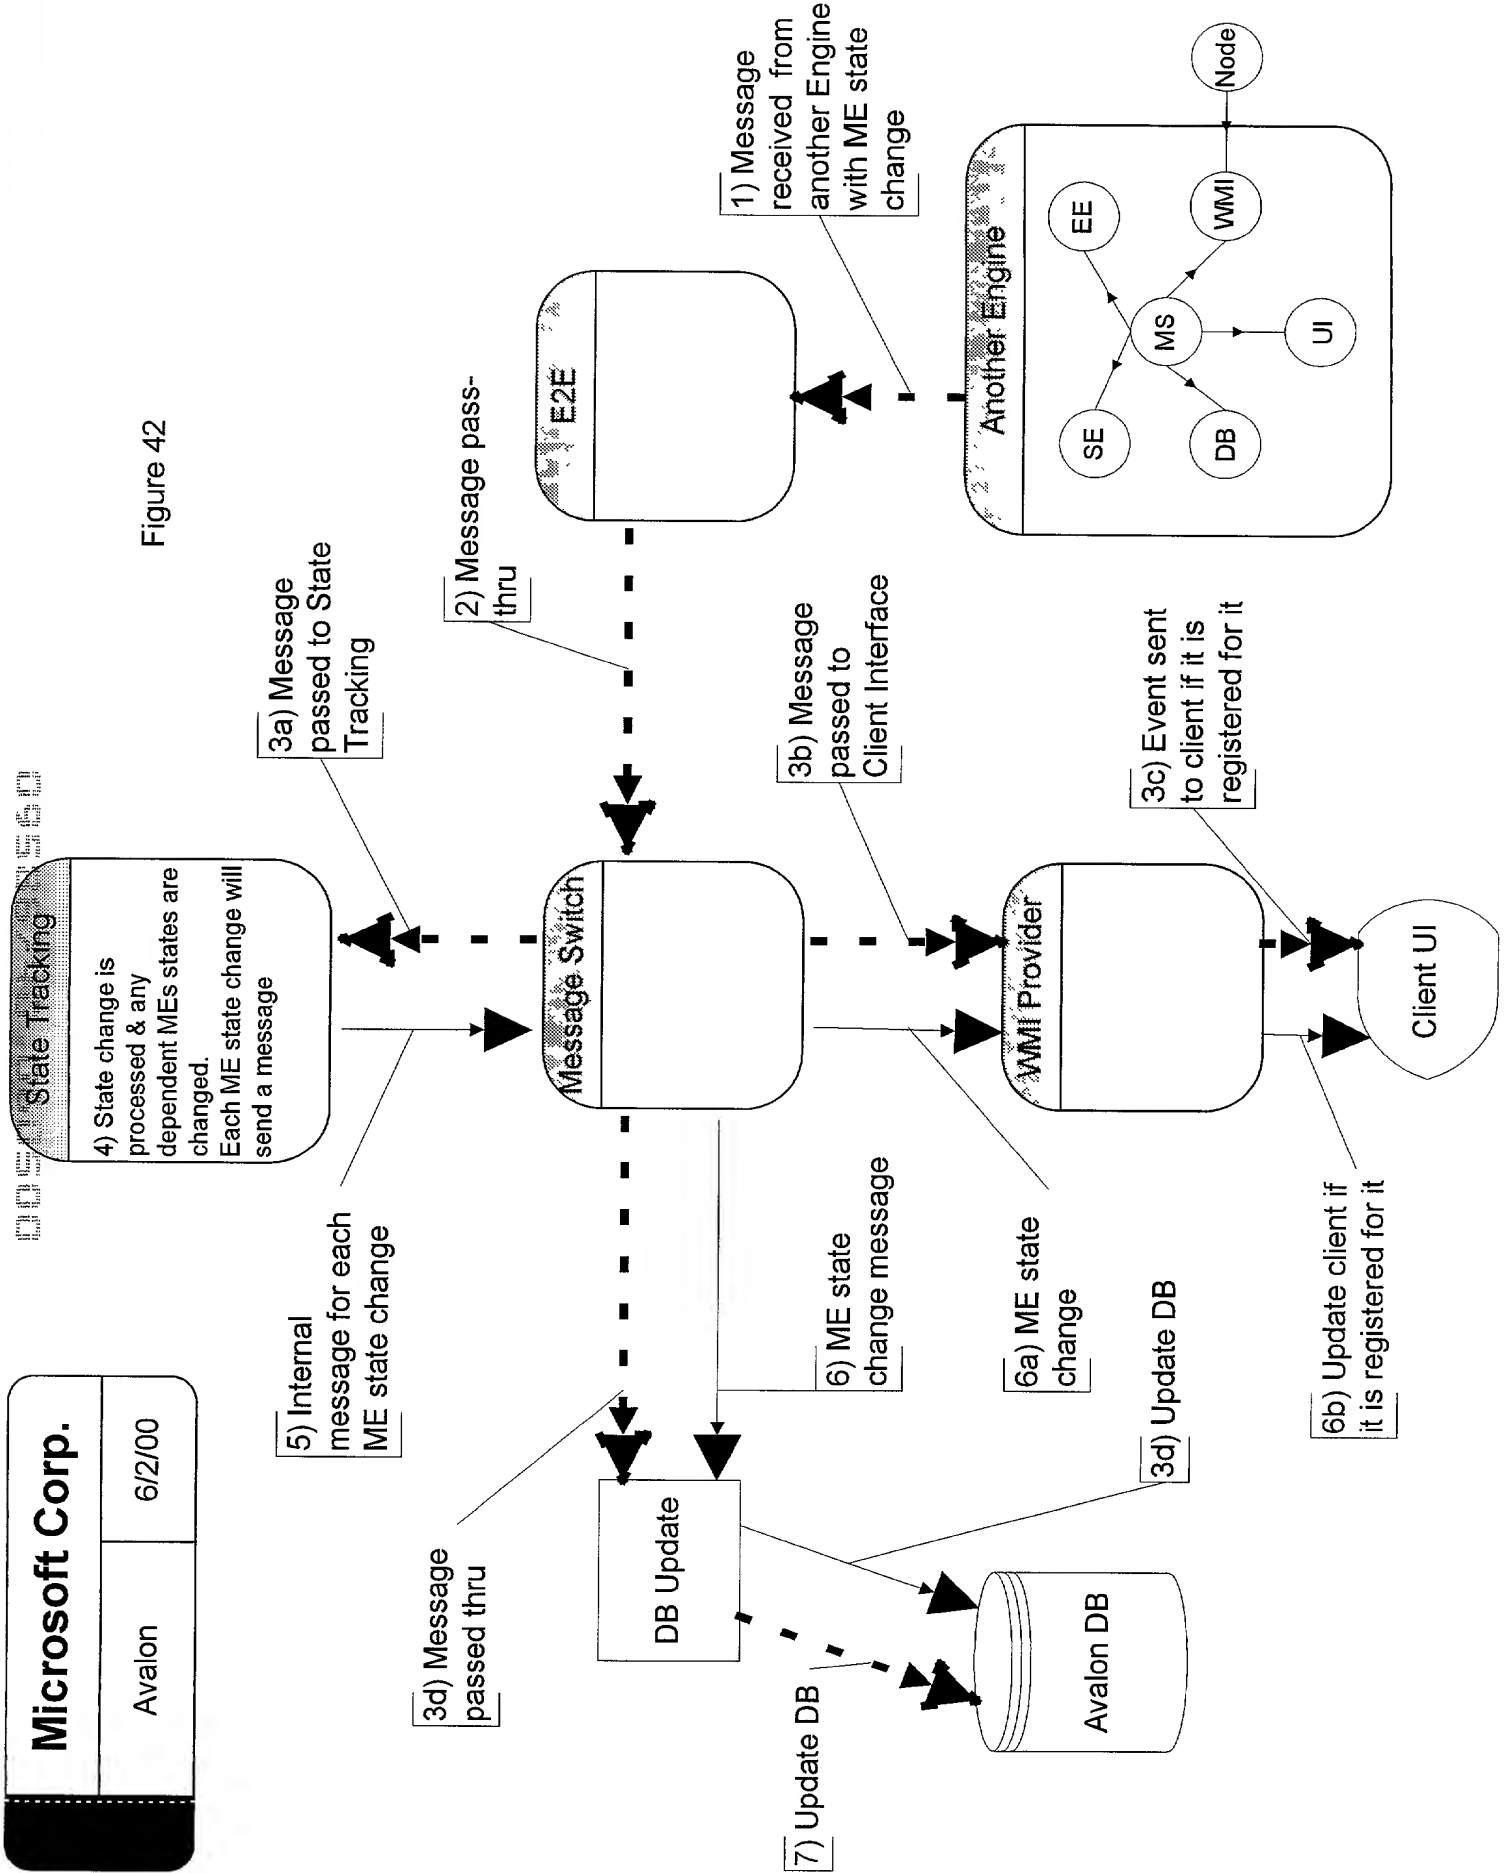 Microsoft Corp.
Avalon
6/2/00
Figure 42
State Tracking
4) State change is
processed & any
dependent MEs states are
changed.
Each ME state change will
send a message
3a) Message
passed to State
Tracking
5) Internal
message for each
ME state change
2) Message pass-
thru
E2E
Message Switch
1) Message
received from
another Engine
with ME state
change
3d) Message
passed thru
DB Update
6) ME state
change message
3b) Message
passed to
Client Interface
Another Engine
SE
EE
MS
DB
WMI
UI
Node
WMI Provider
6a) ME state
change
7) Update DB
3d) Update DB
Avalon DB
3c) Event sent
to client if it is
registered for it
6b) Update client if
it is registered for it
Client UI